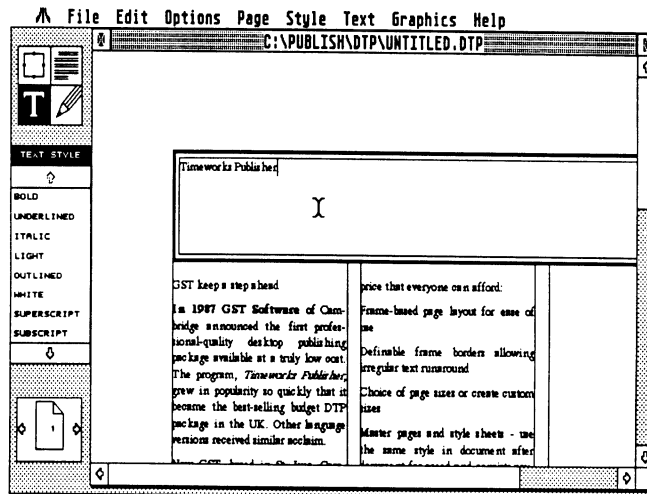 File Edit Options Page Style Text Graphics Help
C:\PUBLISH\DTP\UNTITLED.DTP
T
TEXT STYLE
BOLD
UNDERLINED
ITALIC
LIGHT
OUTLINED
WHITE
SUPERSCRIPT
SUBSCRIPT
1
Timeworks Publisher
GST keep a step ahead
In 1987 GST Software of Cam-
bridge announced the first profes-
sional-quality desktop publishing
package available at a truly low cost.
The program, Timeworks Publisher,
grew in popularity so quickly that it
became the best-selling budget DTP
package in the UK. Other language
versions received similar acclaim.
price that everyone can afford:
Frame-based page layout for ease of
use
Definable frame borders allowing
irregular text runaround
Choice of page sizes or create custom
sizes
Master pages and style sheets - use
the same style in document after